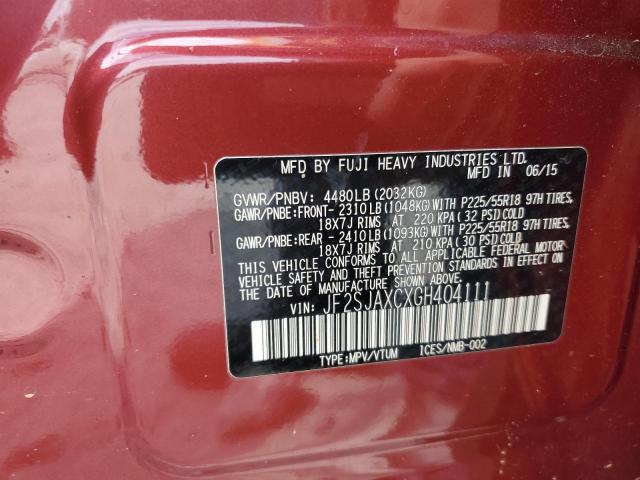 MFD BY FUJI HEAVY INDUSTRIES LTD.
MFD IN 06/15
GVWR/PNBV: 4480LB (2032KG)
GAWR/PNBE:FRONT- 2310LB (1048KG) WITH P225/55R18 97H TIRES,
18X7J RIMS AT 220 KPA (32 PSI) COLD
GAWR/PNBE:REAR - 2410LB (1093KG) WITH P225/55R18 97H TIRES,
18X7J RIMS AT 210 KPA (30 PSI) COLD
THIS VEHICLE CONFORMS TO ALL APPLICABLE FEDERAL MOTOR
VEHICLE SAFETY AND THEFT PREVENTION STANDARDS IN EFFECT ON
THE DATE OF MANUFACTURE SHOWN ABOVE.
VIN: JF2SJAXCXGH404111
TYPE:MPV/VTUM ICES/NMB-002